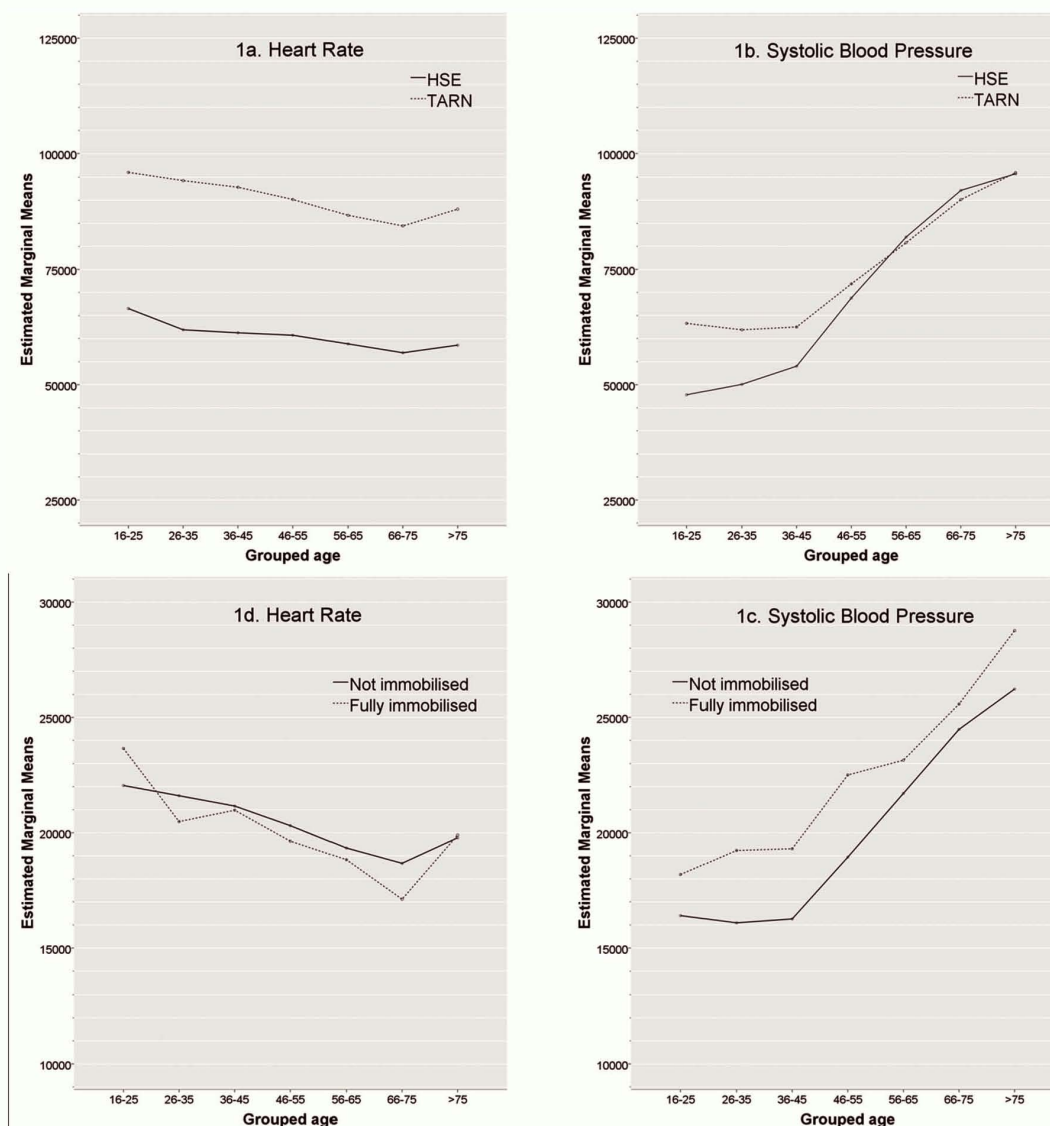 1a. Heart Rate
HSE
TARN
Estimated Marginal Means
125000
100000
75000
50000
25000
16-25 26-35 36-45 46-55 56-65 66-75 >75
Grouped age
1b. Systolic Blood Pressure
HSE
TARN
Estimated Marginal Means
125000
100000
75000
50000
25000
16-25 26-35 36-45 46-55 56-65 66-75 >75
Grouped age
1d. Heart Rate
Not immobilised
Fully immobilised
Estimated Marginal Means
30000
25000
20000
15000
10000
16-25 26-35 36-45 46-55 56-65 66-75 >75
Grouped age
1c. Systolic Blood Pressure
Not immobilised
Fully immobilised
Estimated Marginal Means
30000
25000
20000
15000
10000
16-25 26-35 36-45 46-55 56-65 66-75 >75
Grouped age